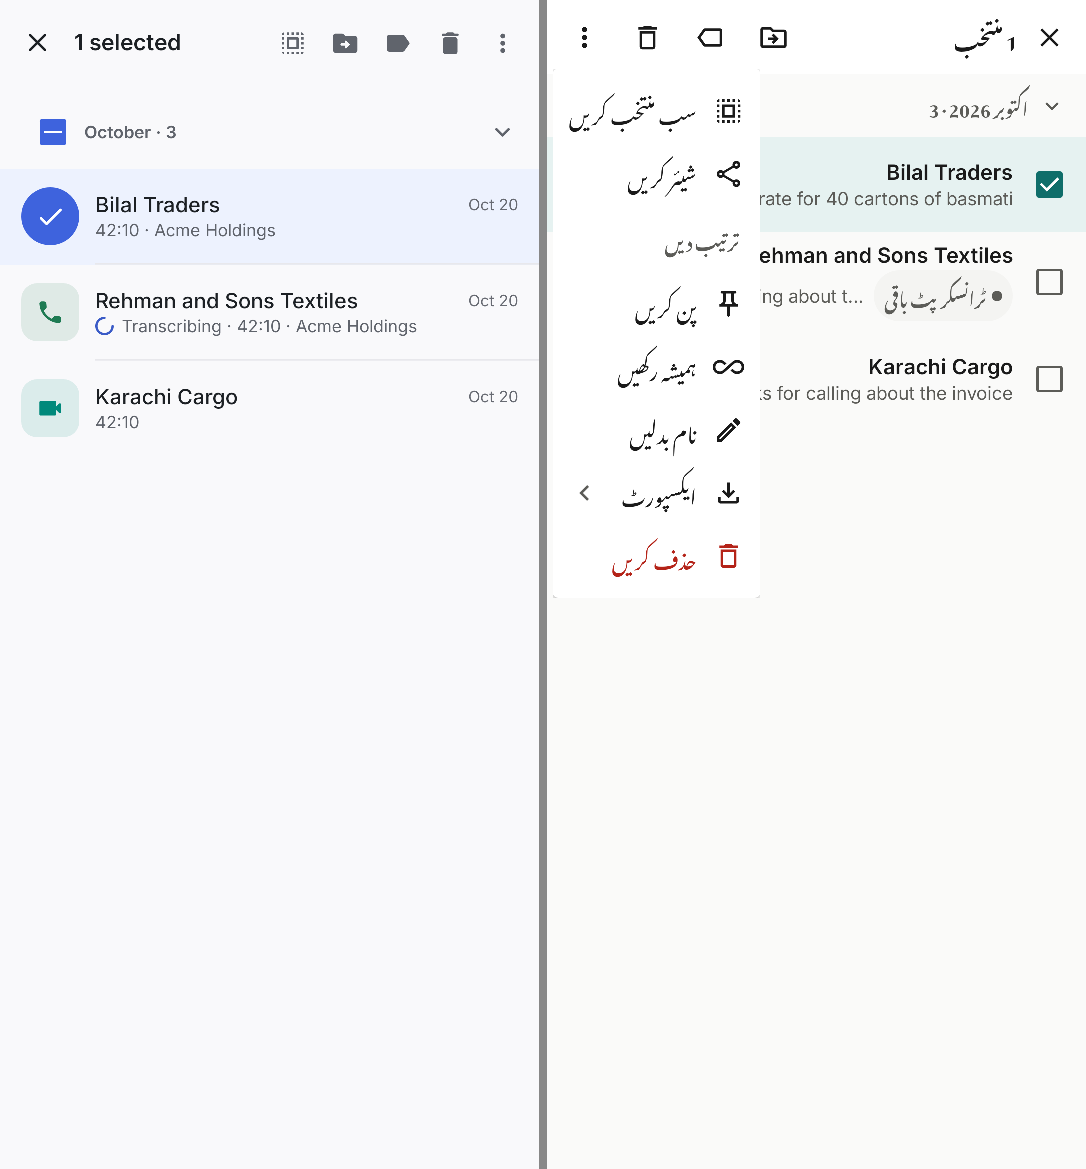 1 selected
October · 3
Bilal Traders
Oct 20
42:10 · Acme Holdings
Rehman and Sons Textiles
Oct 20
Transcribing · 42:10 · Acme Holdings
Karachi Cargo
Oct 20
42:10
1 منتخب
اکتوبر 2026 · 3
Bilal Traders
rate for 40 cartons of basmati
ehman and Sons Textiles
ٹرانسکرپٹ باقی
ing about t...
Karachi Cargo
s for calling about the invoice
سب منتخب کریں
شیئر کریں
ترتیب دیں
پن کریں
ہمیشہ رکھیں
نام بدلیں
ایکسپورٹ
حذف کریں